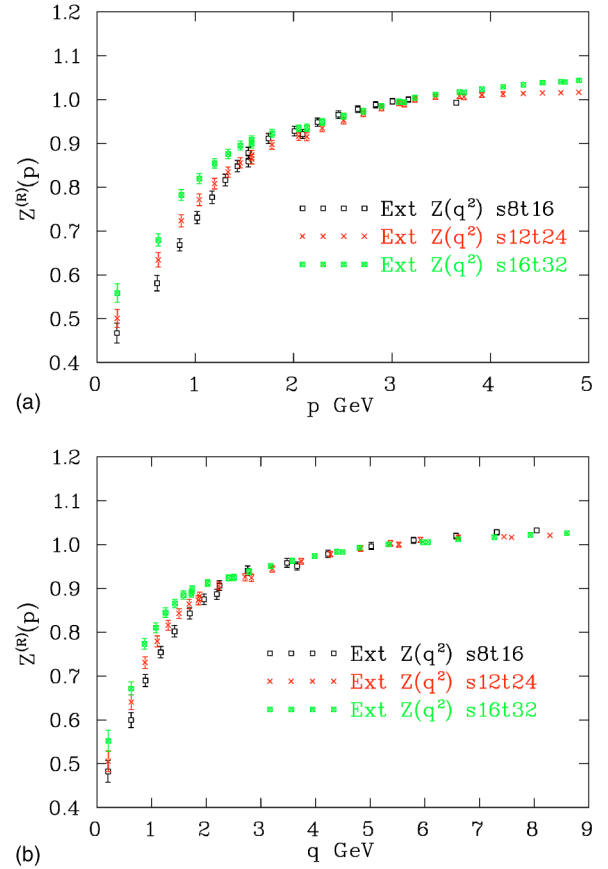 1.2
1.1
1.0
0.9
0.8
0.7
0.6
0.5
0.4
Z(R)(p)
Ext Z(q²) s8t16
Ext Z(q²) s12t24
Ext Z(q²) s16t32
0 1 2 3 4 5
p GeV
(a)
1.2
1.1
1.0
0.9
0.8
0.7
0.6
0.5
0.4
Z(R)(p)
Ext Z(q²) s8t16
Ext Z(q²) s12t24
Ext Z(q²) s16t32
0 1 2 3 4 5 6 7 8 9
q GeV
(b)